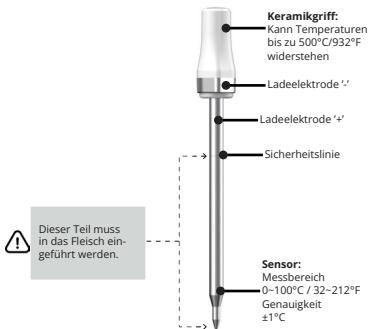 Keramikgriff:
Kann Temperaturen
bis zu 500°C/932°F
widerstehen
Ladeelektrode ‘-’
Ladeelektrode ‘+’
Sicherheitslinie
Dieser Teil muss
in das Fleisch ein-
geführt werden.
Sensor:
Messbereich
0~100°C / 32~212°F
Genauigkeit
±1°C